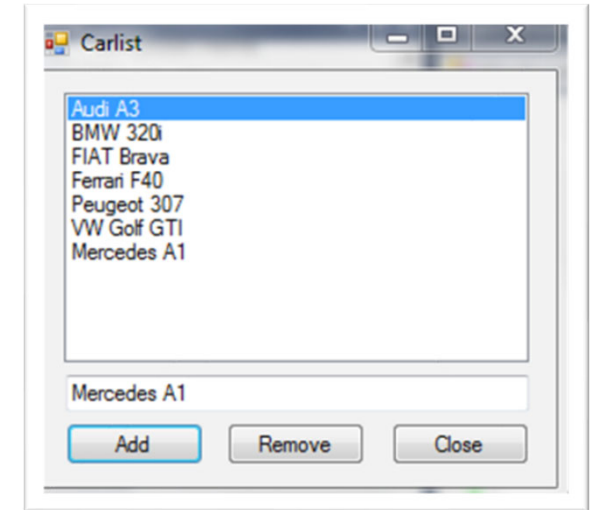 Carlist
Audi A3
BMW 320i
FIAT Brava
Ferrari F40
Peugeot 307
VW Golf GTI
Mercedes A1
Mercedes A1
Add
Remove
Close